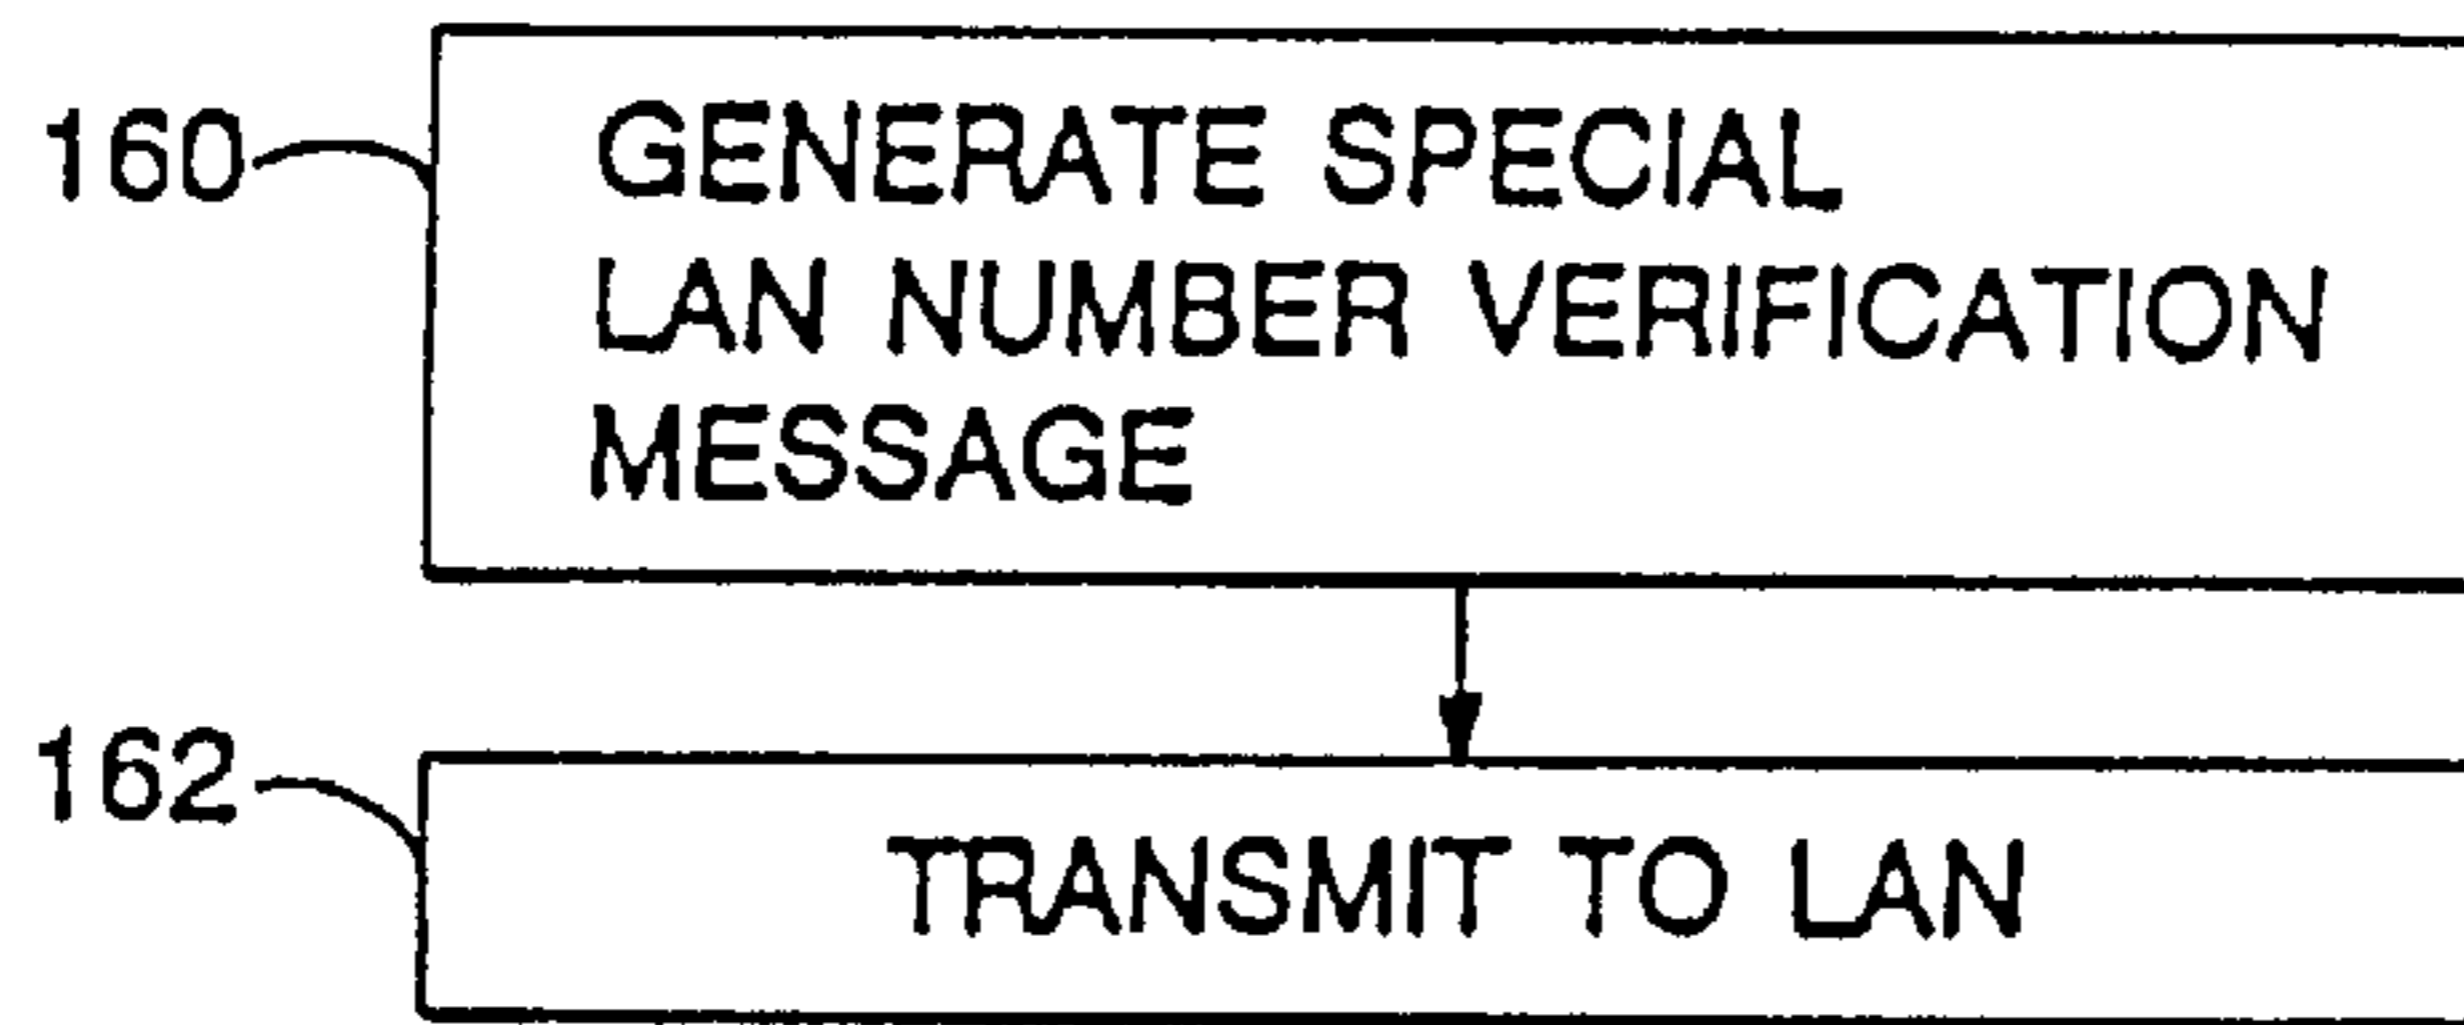 160
GENERATE SPECIAL
LAN NUMBER VERIFICATION
MESSAGE
162
TRANSMIT TO LAN